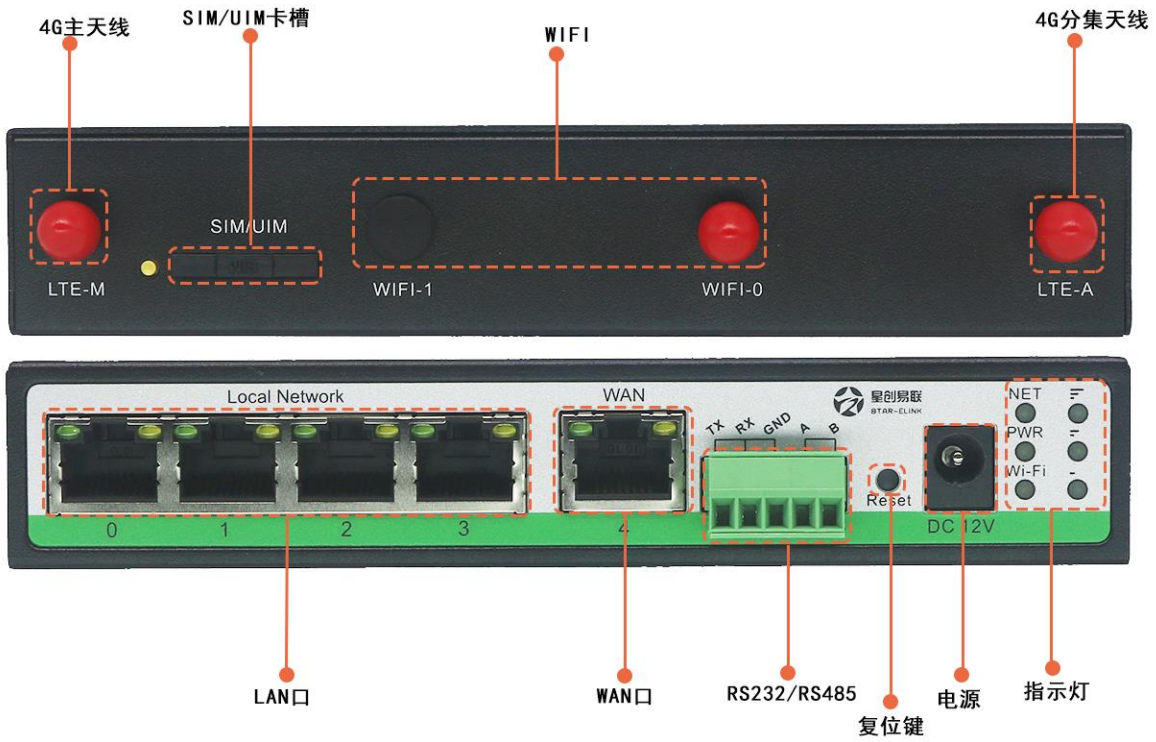 4G主天线
SIM/UIM卡槽
WIFI
4G分集天线
SIM/UIM
LTE-M
WIFI-1
WIFI-0
LTE-A
Local Network
WAN
TX
RX
GND
A
B
星创易联
BTAR-ELINK
NET
PWR
Wi-Fi
Reset
DC 12V
0
1
2
3
4
LAN口
WAN口
RS232/RS485
复位键
电源
指示灯